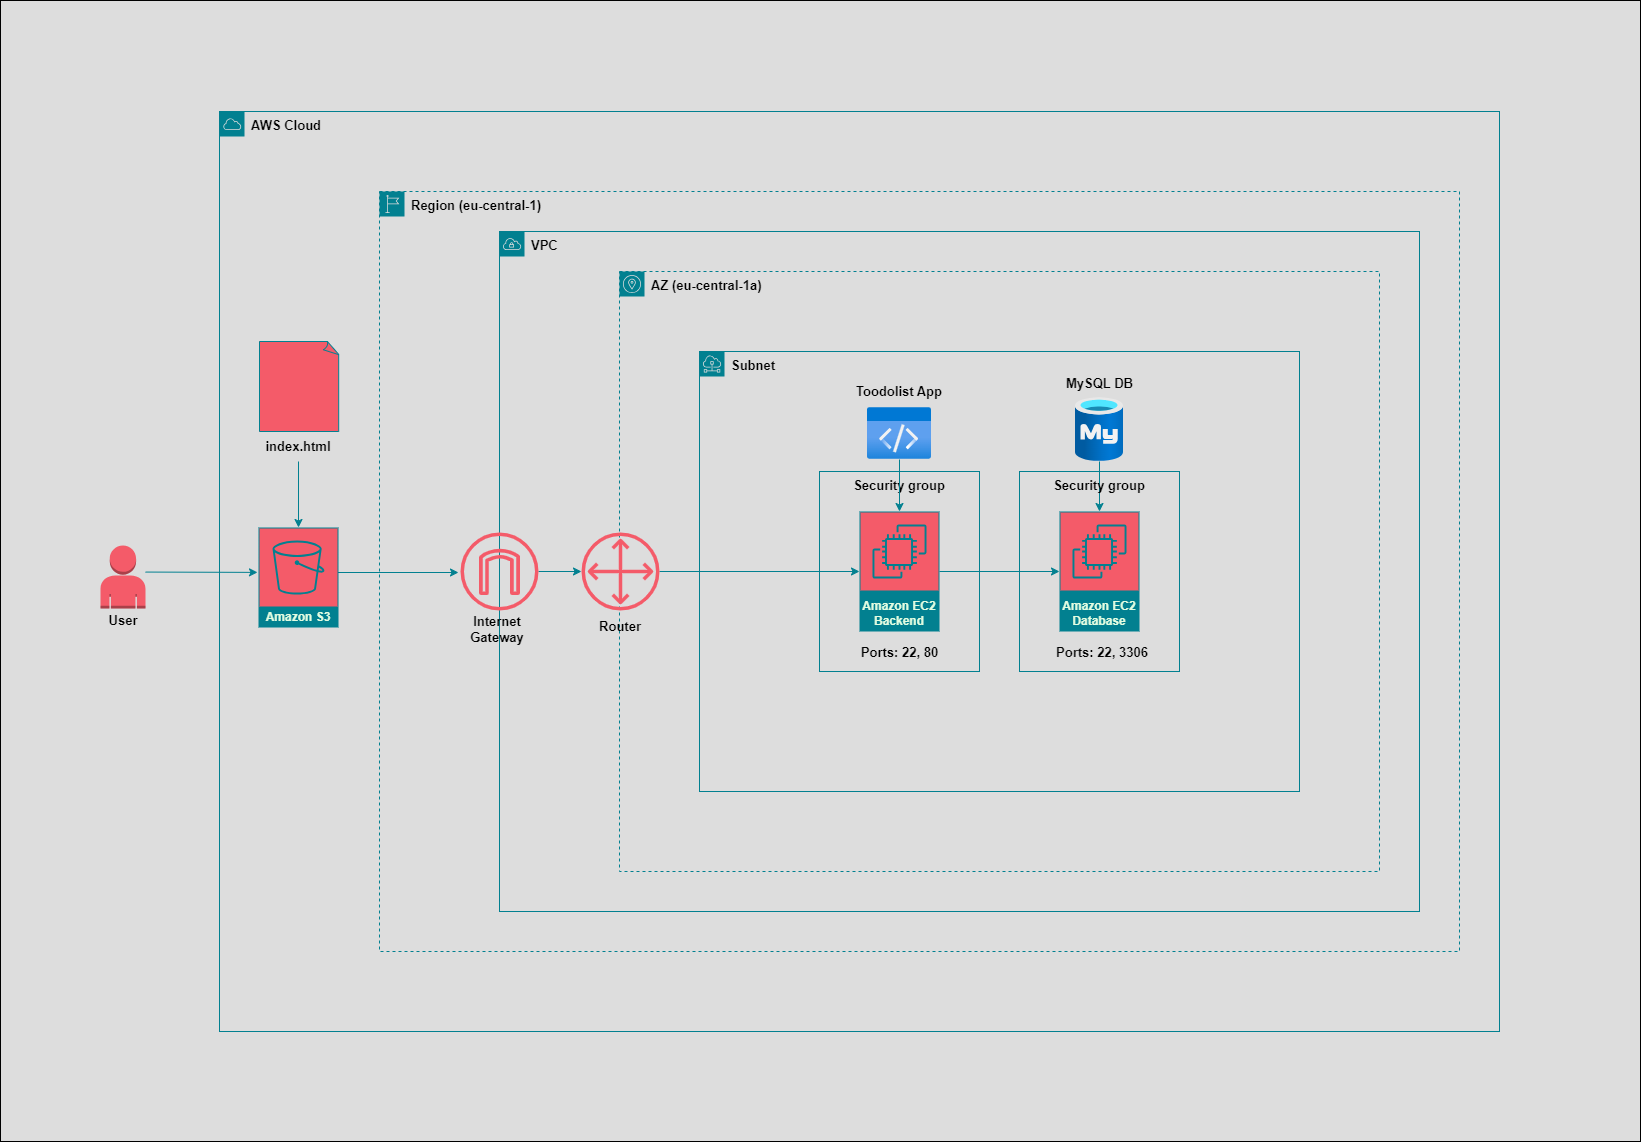 AWS Cloud
Region (eu-central-1)
VPC
AZ (eu-central-1a)
Subnet
Toodolist App
MySQL DB
My
index.html
Security group
Security group
User
Amazon S3
Internet
Gateway
Router
Amazon EC2
Backend
Amazon EC2
Database
Ports: 22, 80
Ports: 22, 3306